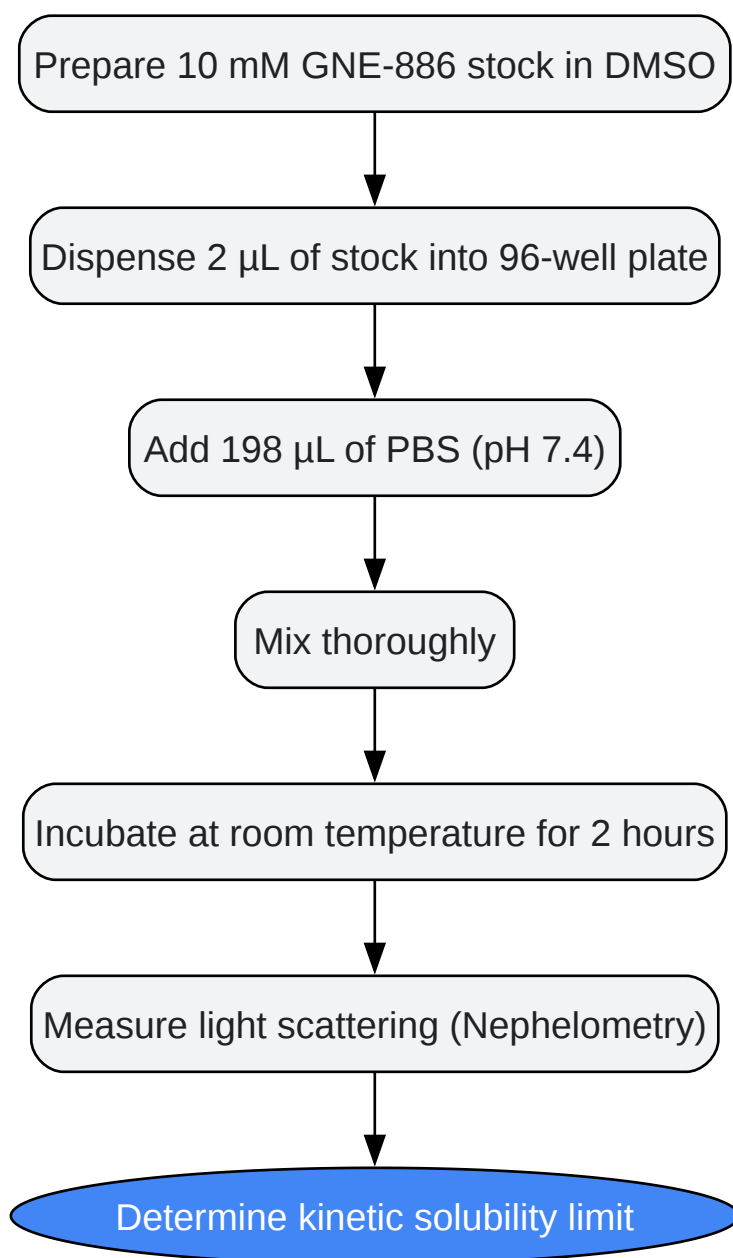 Prepare 10 mM GNE-886 stock in DMSO
Dispense 2 µL of stock into 96-well plate
Add 198 µL of PBS (pH 7.4)
Mix thoroughly
Incubate at room temperature for 2 hours
Measure light scattering (Nephelometry)
Determine kinetic solubility limit